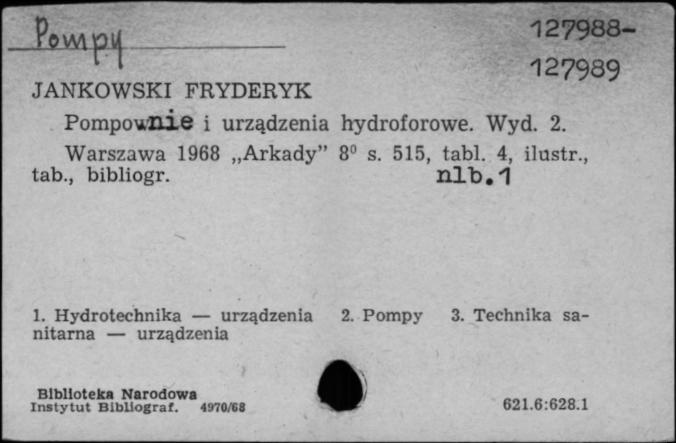 Pompy
127988-
127989
JANKOWSKI FRYDERYK
Pompownie i urządzenia hydroforowe. Wyd. 2.
Warszawa 1968 „Arkady” 8⁰ s. 515, tabl. 4, ilustr.,
tab., bibliogr. nlb.1
1. Hydrotechnika — urządzenia 2. Pompy 3. Technika sa-
nitarna — urządzenia
Biblioteka Narodowa
Instytut Bibliograf. 4970/68
621.6:628.1